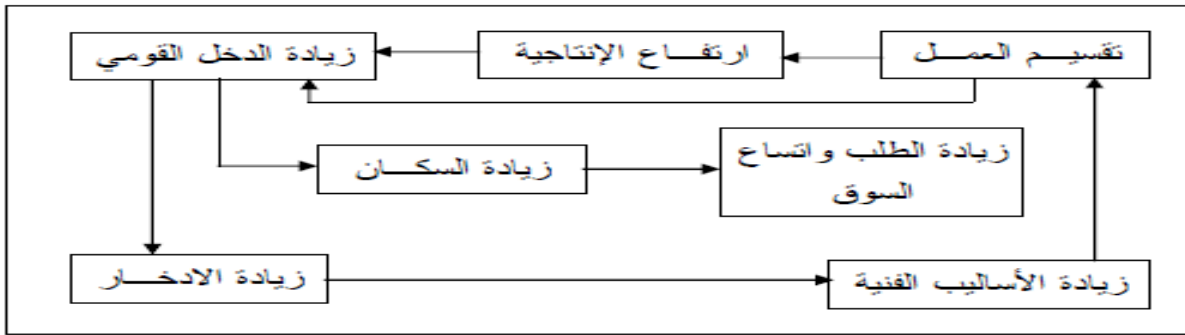 تقسيم العمل
ارتفاع الإنتاجية
زيادة الدخل القومي
زيادة السكان
زيادة الطلب واتساع
السوق
زيادة الادخار
زيادة الأساليب الفنية